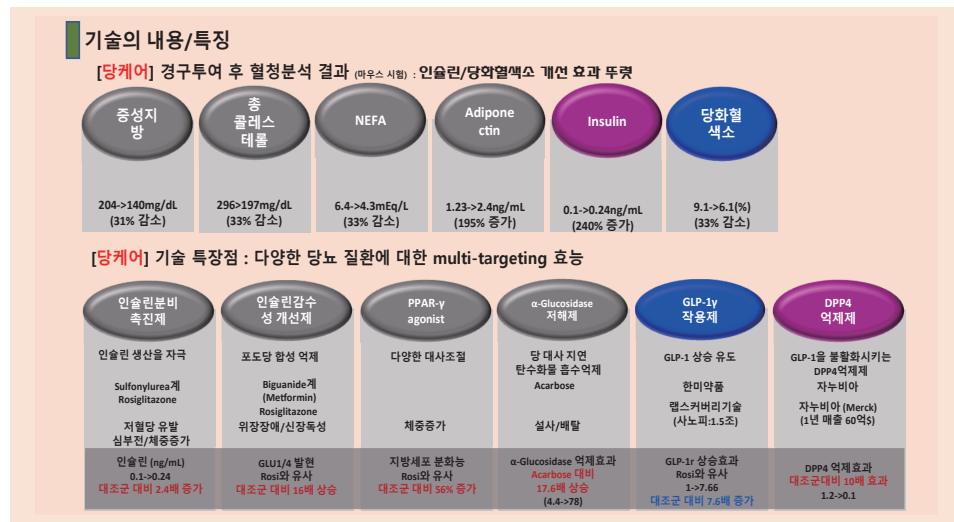 기술의 내용/특징
[당케어] 경구투여 후 혈청분석 결과 (마우스 시험) : 인슐린/당화혈색소 개선 효과 뚜렷
중성지
방
총
콜레스
테롤
NEFA
Adipone
ctin
Insulin
당화혈
색소
204->140mg/dL
(31% 감소)
296>197mg/dL
(33% 감소)
6.4->4.3mEq/L
(33% 감소)
1.23->2.4ng/mL
(195% 증가)
0.1->0.24ng/mL
(240% 증가)
9.1->6.1(%)
(33% 감소)
[당케어] 기술 특장점 : 다양한 당뇨 질환에 대한 multi-targeting 효능
인슐린분비
촉진제
인슐린 생산을 자극
Sulfonylurea계
Rosiglitazone
저혈당 유발
심부전/체중증가
인슐린 (ng/mL)
0.1->0.24
대조군 대비 2.4배 증가
인슐린감수
성 개선제
포도당 합성 억제
Biguanide계
(Metformin)
Rosiglitazone
위장장애/신장독성
GLU1/4 발현
Rosi와 유사
대조군 대비 16배 상승
PPAR-γ
agonist
다양한 대사조절
체중증가
지방세포 분화능
Rosi와 유사
대조군 대비 56% 증가
α-Glucosidase
저해제
당 대사 지연
탄수화물 흡수억제
Acarbose
설사/배탈
α-Glucosidase 억제효과
Acarbose 대비
17.6배 상승
(4.4->78)
GLP-1γ
작용제
GLP-1 상승 유도
한미약품
랩스커버리기술
(사노피:1.5조)
GLP-1r 상승효과
Rosi와 유사
1->7.66
대조군 대비 7.6배 증가
DPP4
억제제
GLP-1을 불활화시키는
DPP4억제제
자누비아
자누비아 (Merck)
(1년 매출 60억$)
DPP4 억제효과
대조군대비 10배 효과
1.2->0.1